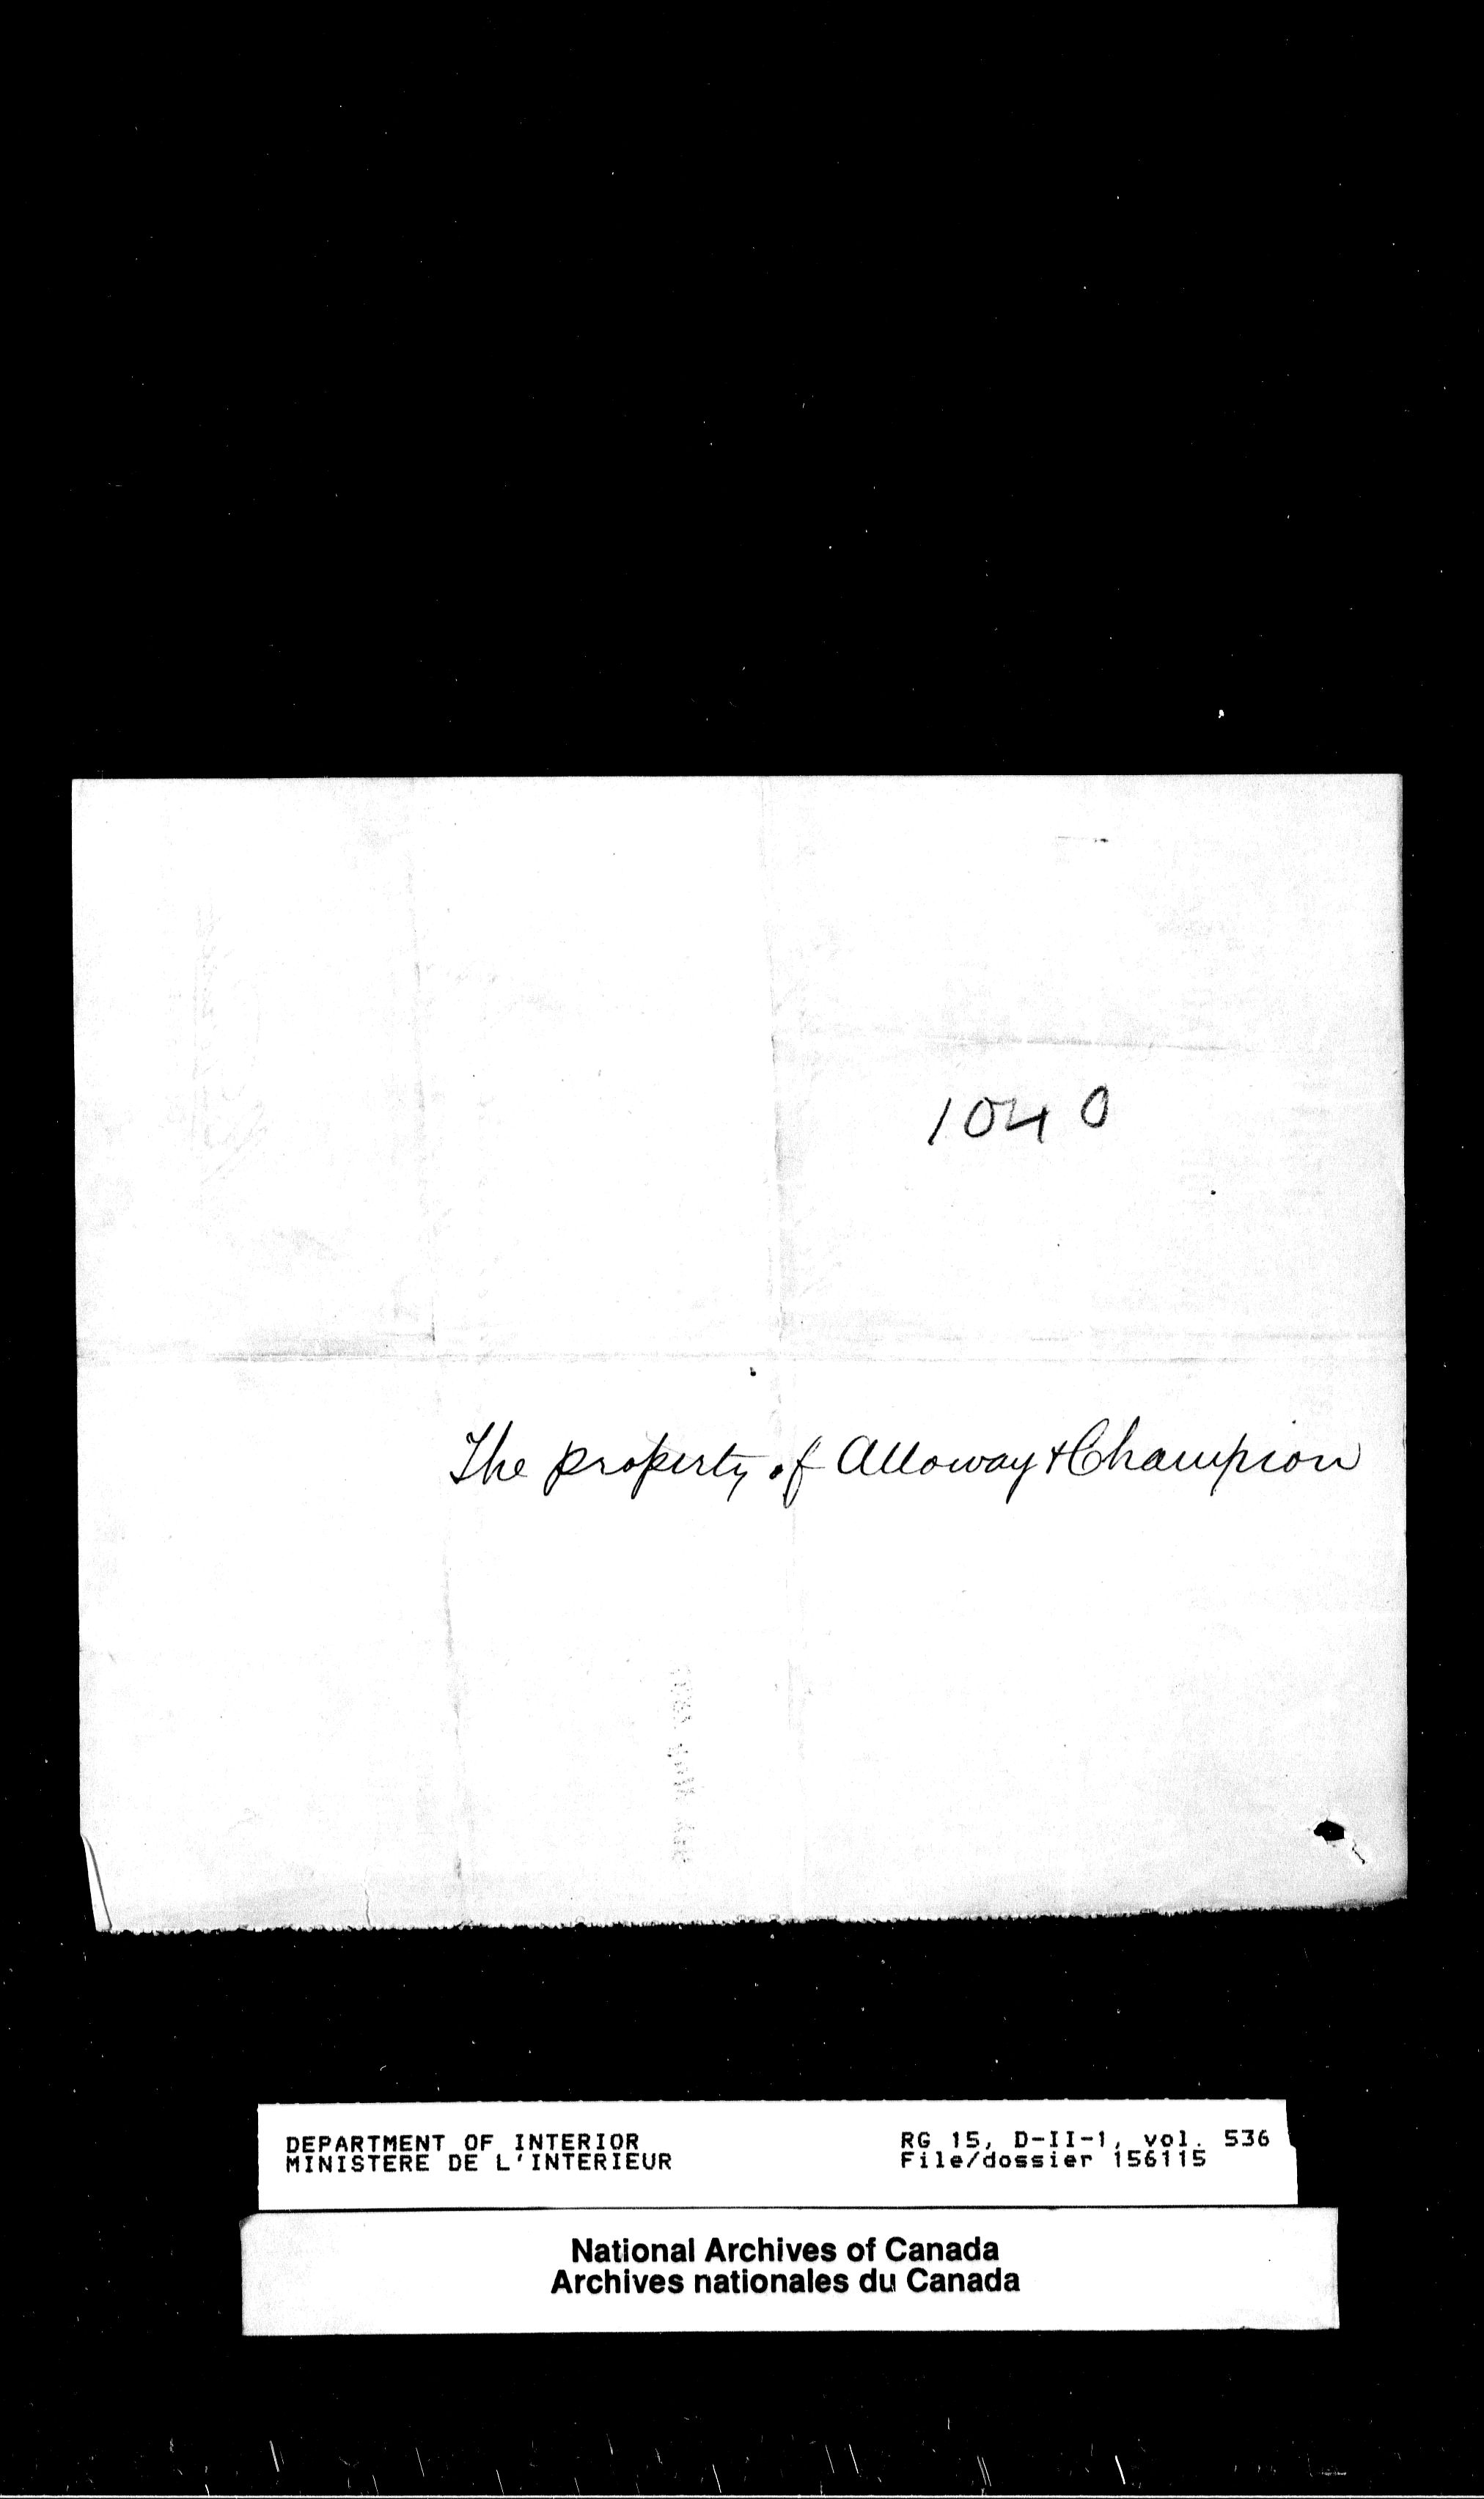 1040
The property of Alloway & Champion
DEPARTMENT OF INTERIOR
MINISTERE DE L'INTERIEUR
RG 15, D-II-1, vol. 536
File/dossier 156115
National Archives of Canada
Archives nationales du Canada